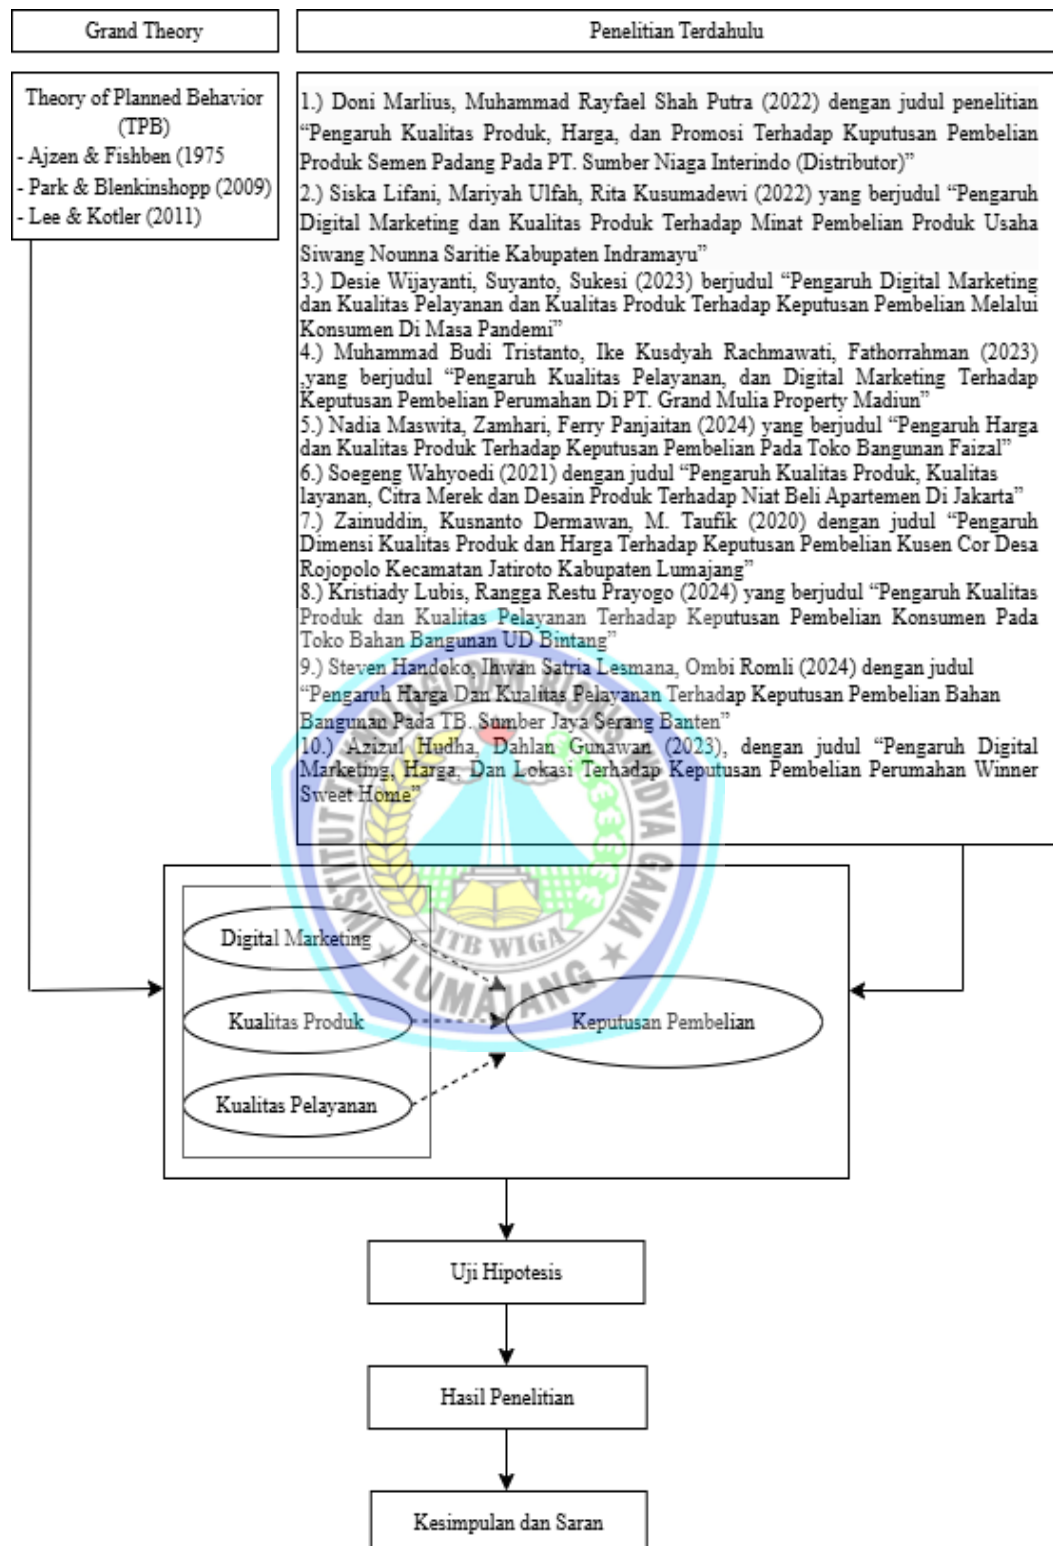 Grand Theory
Penelitian Terdahulu
Theory of Planned Behavior
(TPB)
- Ajzen & Fishben (1975
- Park & Blenkinshopp (2009)
- Lee & Kotler (2011)
1.) Doni Marlius, Muhammad Rayfael Shah Putra (2022) dengan judul penelitian
“Pengaruh Kualitas Produk, Harga, dan Promosi Terhadap Kuputusan Pembelian
Produk Semen Padang Pada PT. Sumber Niaga Interindo (Distributor)”
2.) Siska Lifani, Mariyah Ulfah, Rita Kusumadewi (2022) yang berjudul “Pengaruh
Digital Marketing dan Kualitas Produk Terhadap Minat Pembelian Produk Usaha
Siwang Nounna Saritie Kabupaten Indramayu”
3.) Desie Wijayanti, Suyanto, Sukesi (2023) berjudul “Pengaruh Digital Marketing
dan Kualitas Pelayanan dan Kualitas Produk Terhadap Keputusan Pembelian Melalui
Konsumen Di Masa Pandemi”
4.) Muhammad Budi Tristanto, Ike Kusdyah Rachmawati, Fathorrahman (2023)
,yang berjudul “Pengaruh Kualitas Pelayanan, dan Digital Marketing Terhadap
Keputusan Pembelian Perumahan Di PT. Grand Mulia Property Madiun”
5.) Nadia Maswita, Zamhari, Ferry Panjaitan (2024) yang berjudul “Pengaruh Harga
dan Kualitas Produk Terhadap Keputusan Pembelian Pada Toko Bangunan Faizal”
6.) Soegeng Wahyoedi (2021) dengan judul “Pengaruh Kualitas Produk, Kualitas
layanan, Citra Merek dan Desain Produk Terhadap Niat Beli Apartemen Di Jakarta”
7.) Zainuddin, Kusnanto Dermawan, M. Taufik (2020) dengan judul “Pengaruh
Dimensi Kualitas Produk dan Harga Terhadap Keputusan Pembelian Kusen Cor Desa
Rojopolo Kecamatan Jatiroto Kabupaten Lumajang”
8.) Kristiady Lubis, Rangga Restu Prayogo (2024) yang berjudul “Pengaruh Kualitas
Produk dan Kualitas Pelayanan Terhadap Keputusan Pembelian Konsumen Pada
Toko Bahan Bangunan UD Bintang”
9.) Steven Handoko, Ihwan Satria Lesmana, Ombi Romli (2024) dengan judul
“Pengaruh Harga Dan Kualitas Pelayanan Terhadap Keputusan Pembelian Bahan
Bangunan Pada TB. Sumber Jaya Serang Banten”
10.) Azizul Hudha, Dahlan Gunawan (2023), dengan judul “Pengaruh Digital
Marketing, Harga, Dan Lokasi Terhadap Keputusan Pembelian Perumahan Winner
Sweet Home”
INSTITUT TEKNOLOGI DAN BISNIS WIDYA GAMA
ITB WIGA
LUMAJANG
Digital Marketing
Kualitas Produk
Keputusan Pembelian
Kualitas Pelayanan
Uji Hipotesis
Hasil Penelitian
Kesimpulan dan Saran